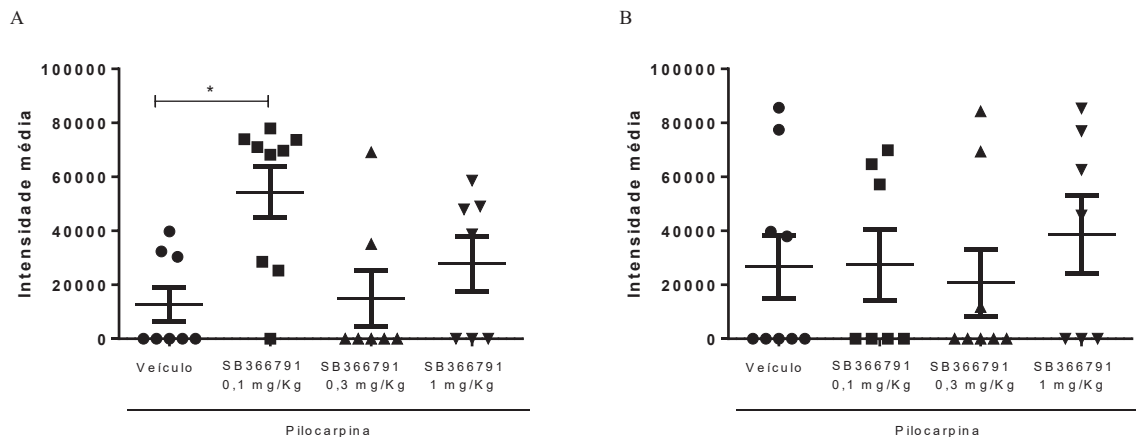 A
Intensidade média
100000
80000
60000
40000
20000
0
*
Veículo
SB366791
0,1 mg/Kg
SB366791
0,3 mg/Kg
SB366791
1 mg/Kg
Pilocarpina
B
Intensidade média
100000
80000
60000
40000
20000
0
Veículo
SB366791
0,1 mg/Kg
SB366791
0,3 mg/Kg
SB366791
1 mg/Kg
Pilocarpina